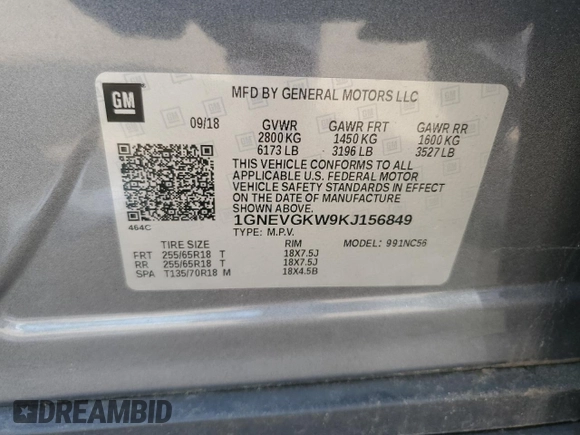 GM
MFD BY GENERAL MOTORS LLC
09/18 GVWR GAWR FRT GAWR RR
2800 KG 1450 KG 1600 KG
6173 LB 3196 LB 3527 LB
THIS VEHICLE CONFORMS TO ALL
APPLICABLE U.S. FEDERAL MOTOR
VEHICLE SAFETY STANDARDS IN EFFECT
ON THE DATE OF MANUFACTURE
SHOWN ABOVE.
1GNEVGKW9KJ156849
464C TYPE: M.P.V. MODEL: 991NC56
TIRE SIZE RIM
FRT 255/65R18 T 18X7.5J
RR 255/65R18 T 18X7.5J
SPA T135/70R18 M 18X4.5B
DREAMBID